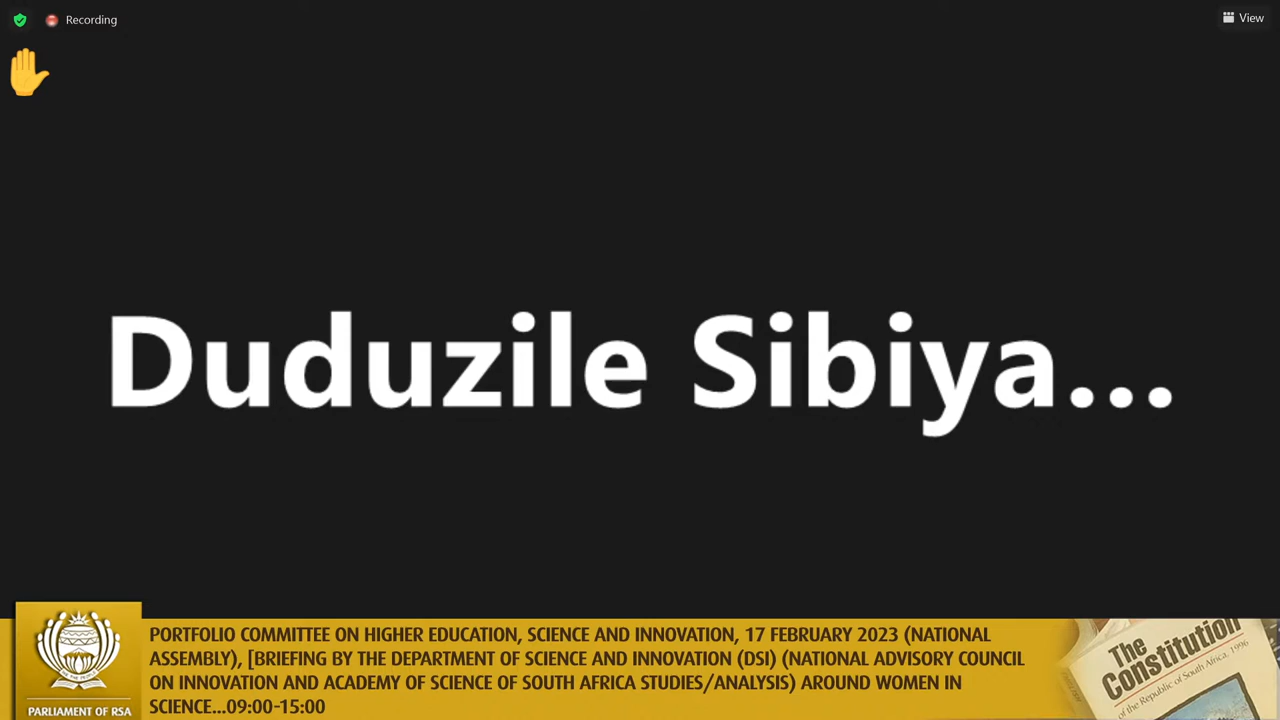 Recording
View
Duduzile Sibiya...
PORTFOLIO COMMITTEE ON HIGHER EDUCATION, SCIENCE AND INNOVATION, 17 FEBRUARY 2023 (NATIONAL
ASSEMBLY), [BRIEFING BY THE DEPARTMENT OF SCIENCE AND INNOVATION (DSI) (NATIONAL ADVISORY COUNCIL
ON INNOVATION AND ACADEMY OF SCIENCE OF SOUTH AFRICA STUDIES/ANALYSIS) AROUND WOMEN IN
SCIENCE...09:00-15:00
PARLIAMENT OF RSA
The
Constitution
of the Republic of South Africa, 1996